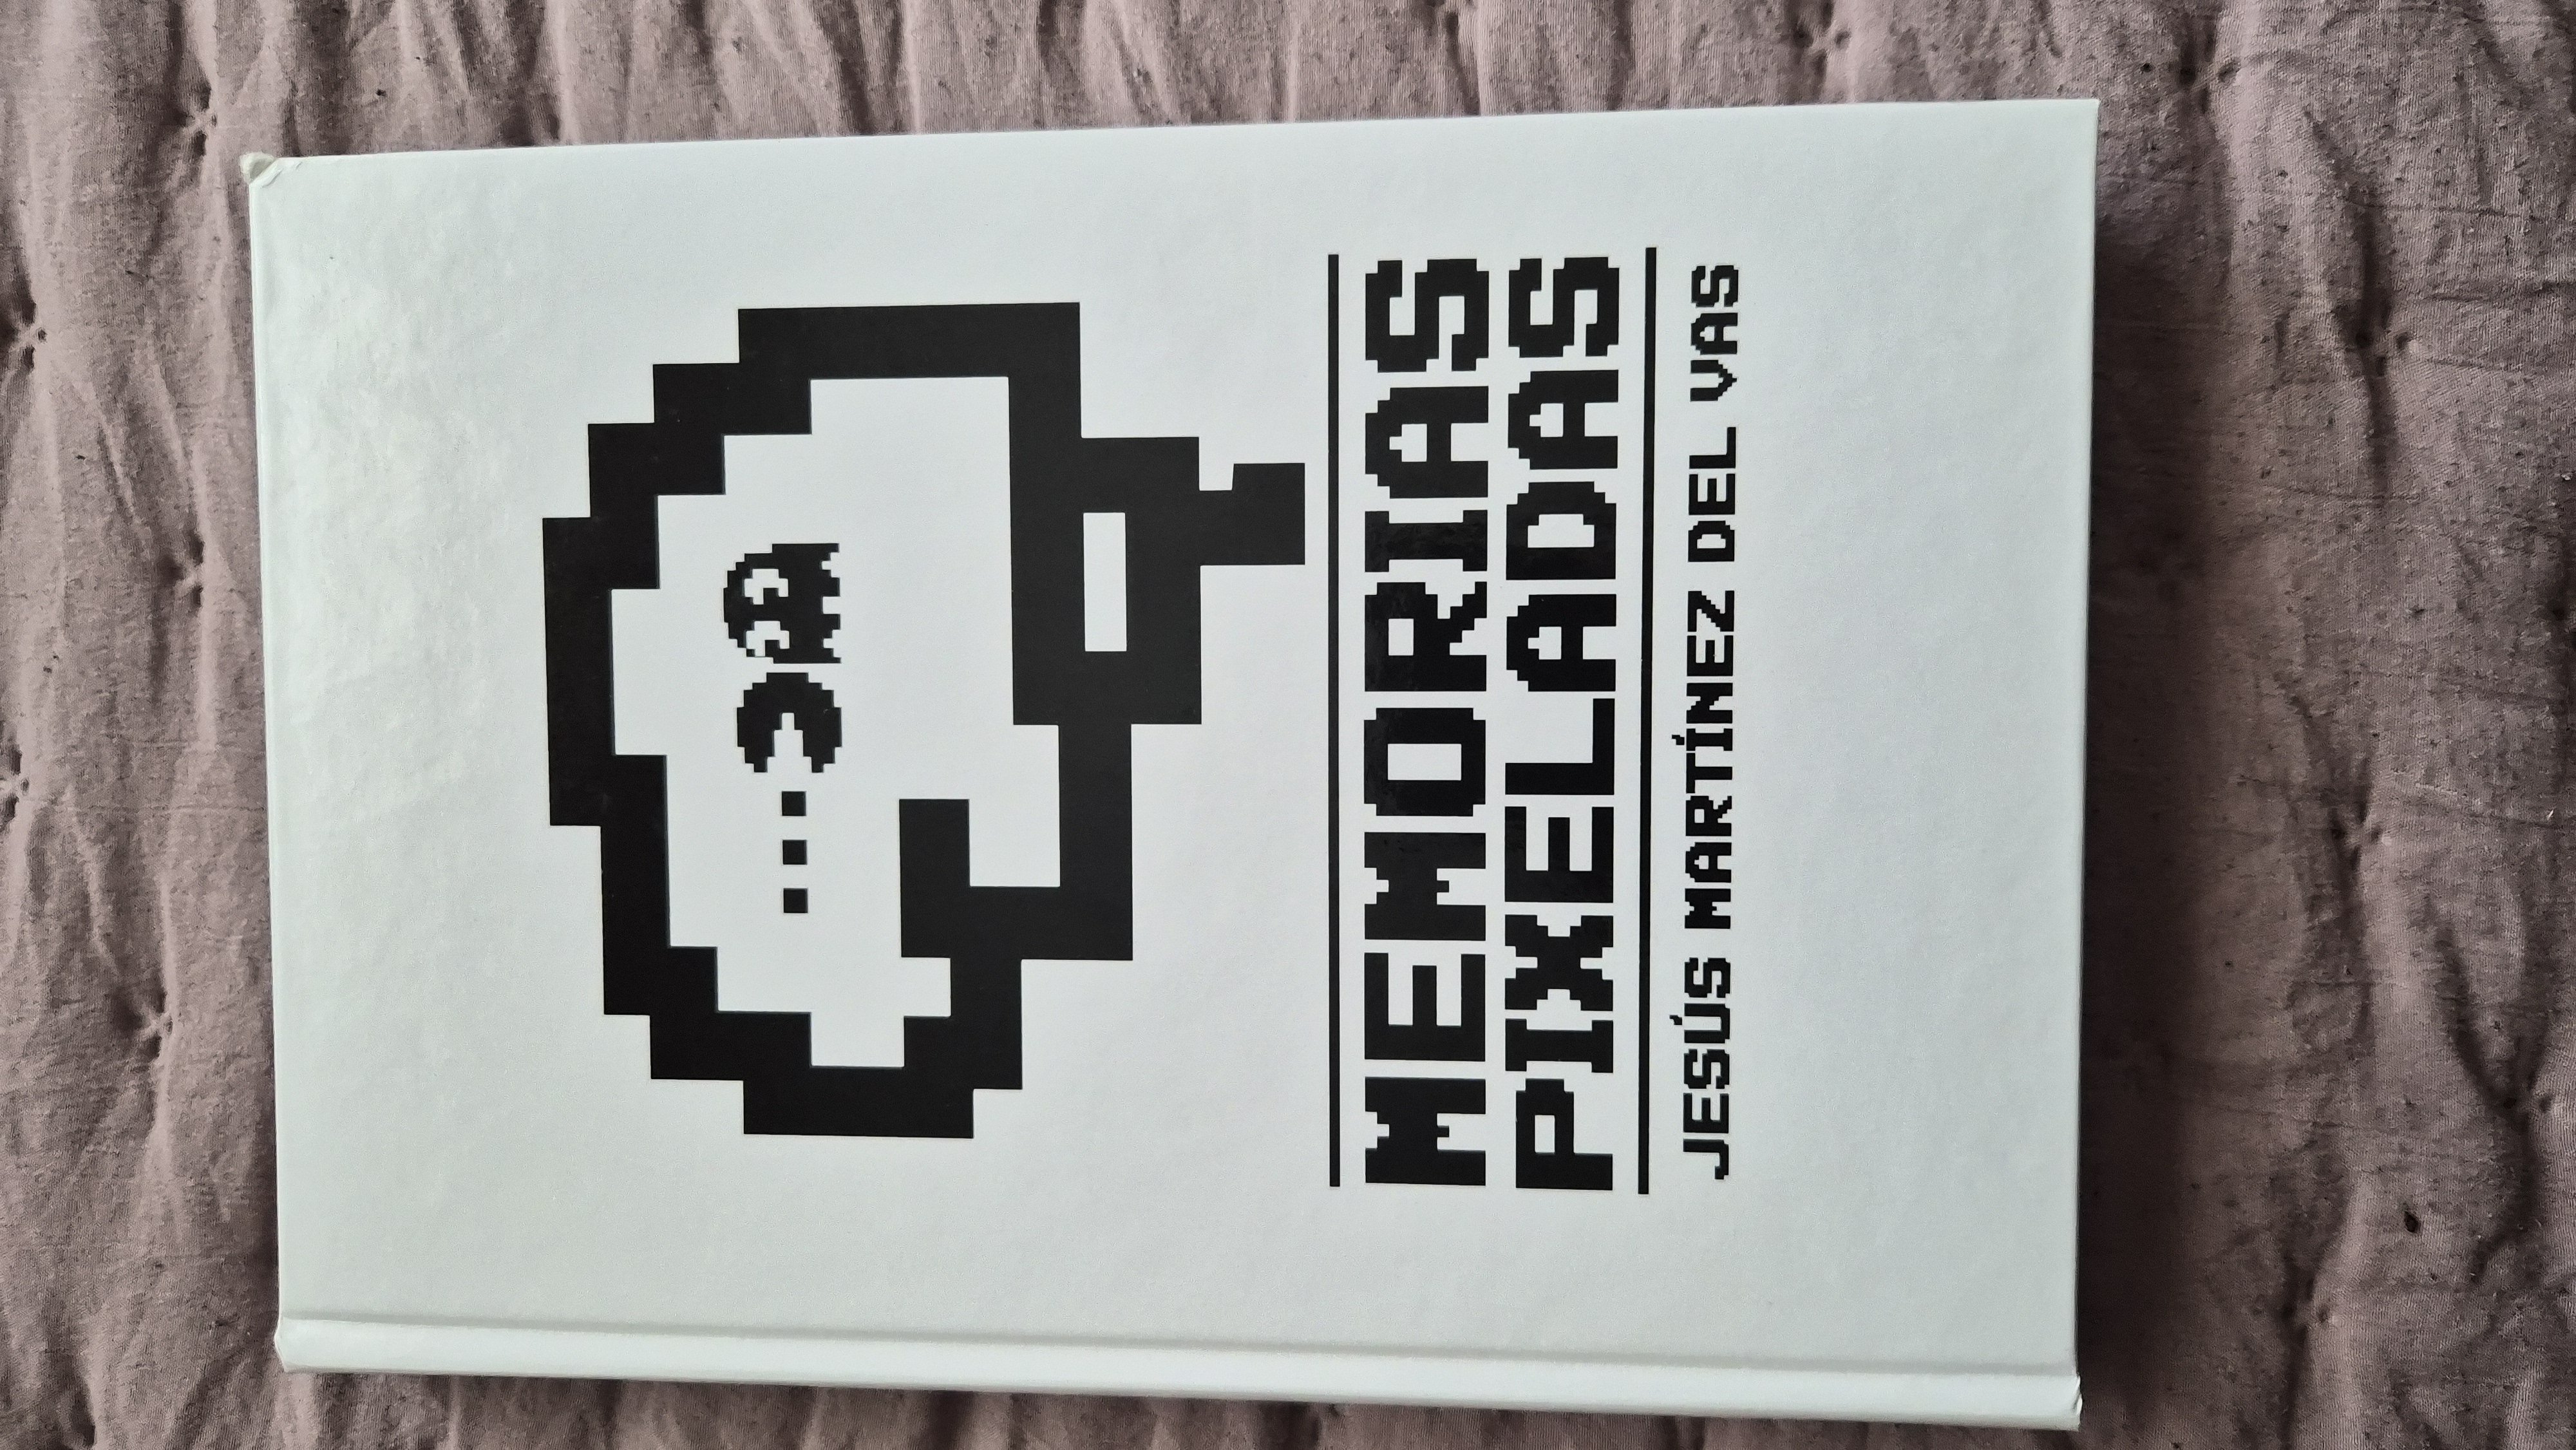 MEMORIAS
PIXELADAS
JESÚS MARTÍNEZ DEL VAS